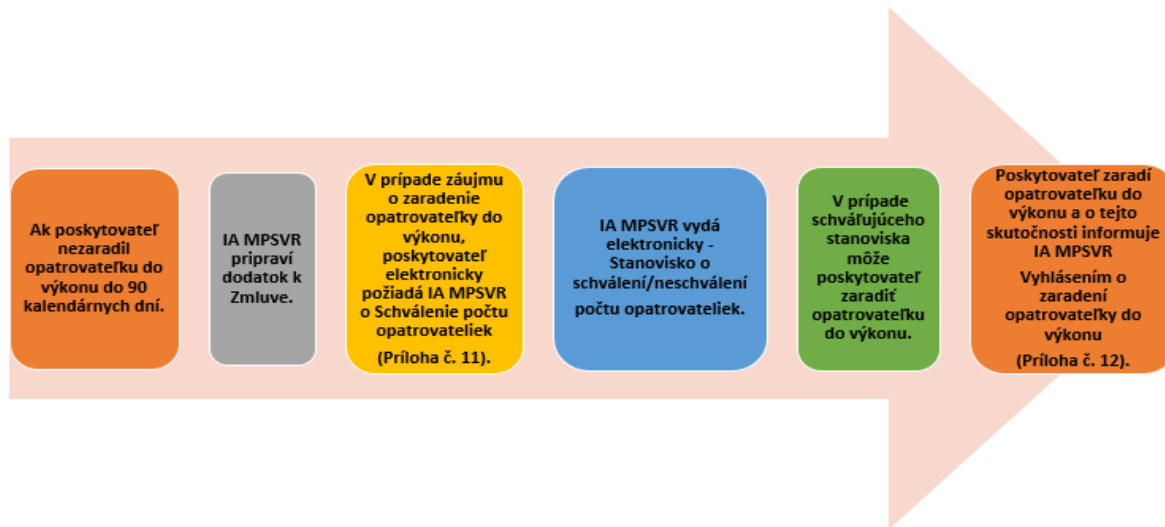 Ak poskytovateľ
nezaradil
opatrovateľku do
výkonu do 90
kalendárnych dní.
IA MPSVR
pripraví
dodatok k
Zmluve.
V prípade záujmu
o zaradenie
opatrovateľky do
výkonu,
poskytovateľ
elektronicky
požiadá IA MPSVR
o Schválenie počtu
opatrovateliek
(Príloha č. 11).
IA MPSVR vydá
elektronicky -
Stanovisko o
schválení/neschválení
počtu opatrovateliek.
V prípade
schváľujúceho
stanoviska
môže
poskytovateľ
zaradiť
opatrovateľku
do výkonu.
Poskytovateľ zaradí
opatrovateľku do
výkonu a o tejto
skutočnosti informuje
IA MPSVR
Vyhlásením o
zaradení
opatrovateľky do
výkonu
(Príloha č. 12).